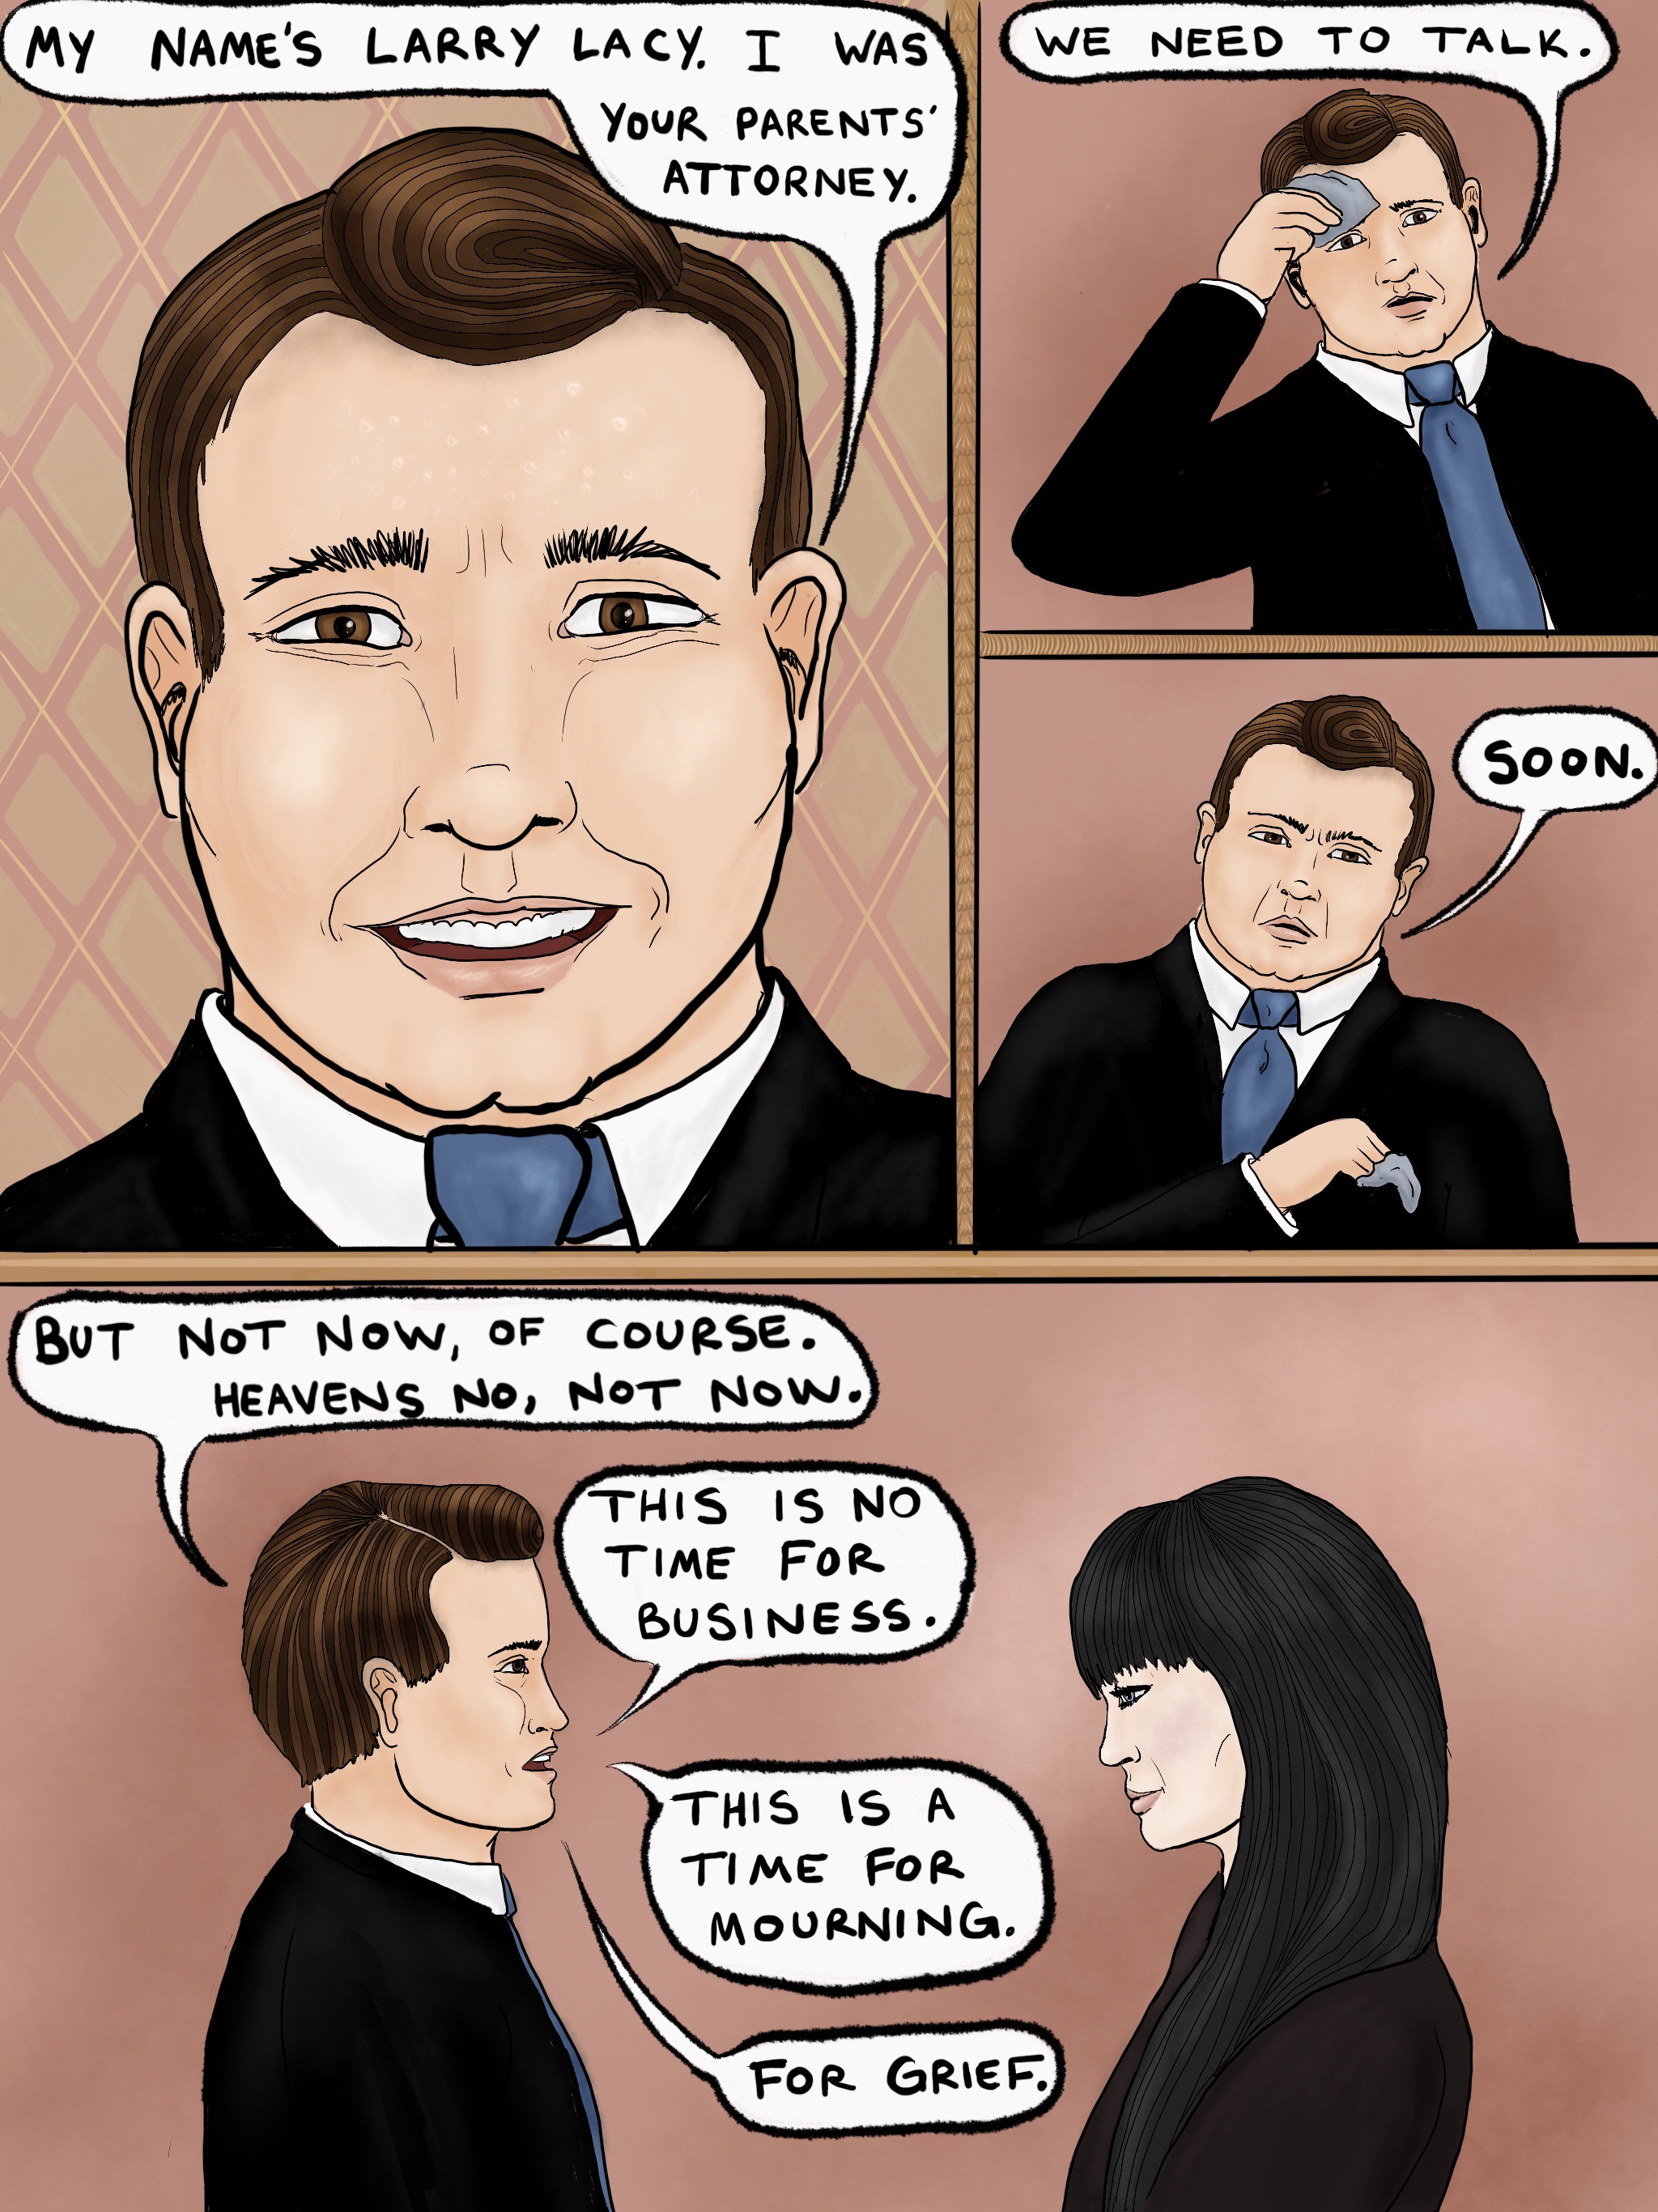 MY NAME'S LARRY LACY. I WAS
YOUR PARENTS'
ATTORNEY.
WE NEED TO TALK.
SOON.
BUT NOT NOW, OF COURSE.
HEAVENS NO, NOT NOW.
THIS IS NO
TIME FOR
BUSINESS.
THIS IS A
TIME FOR
MOURNING.
FOR GRIEF.